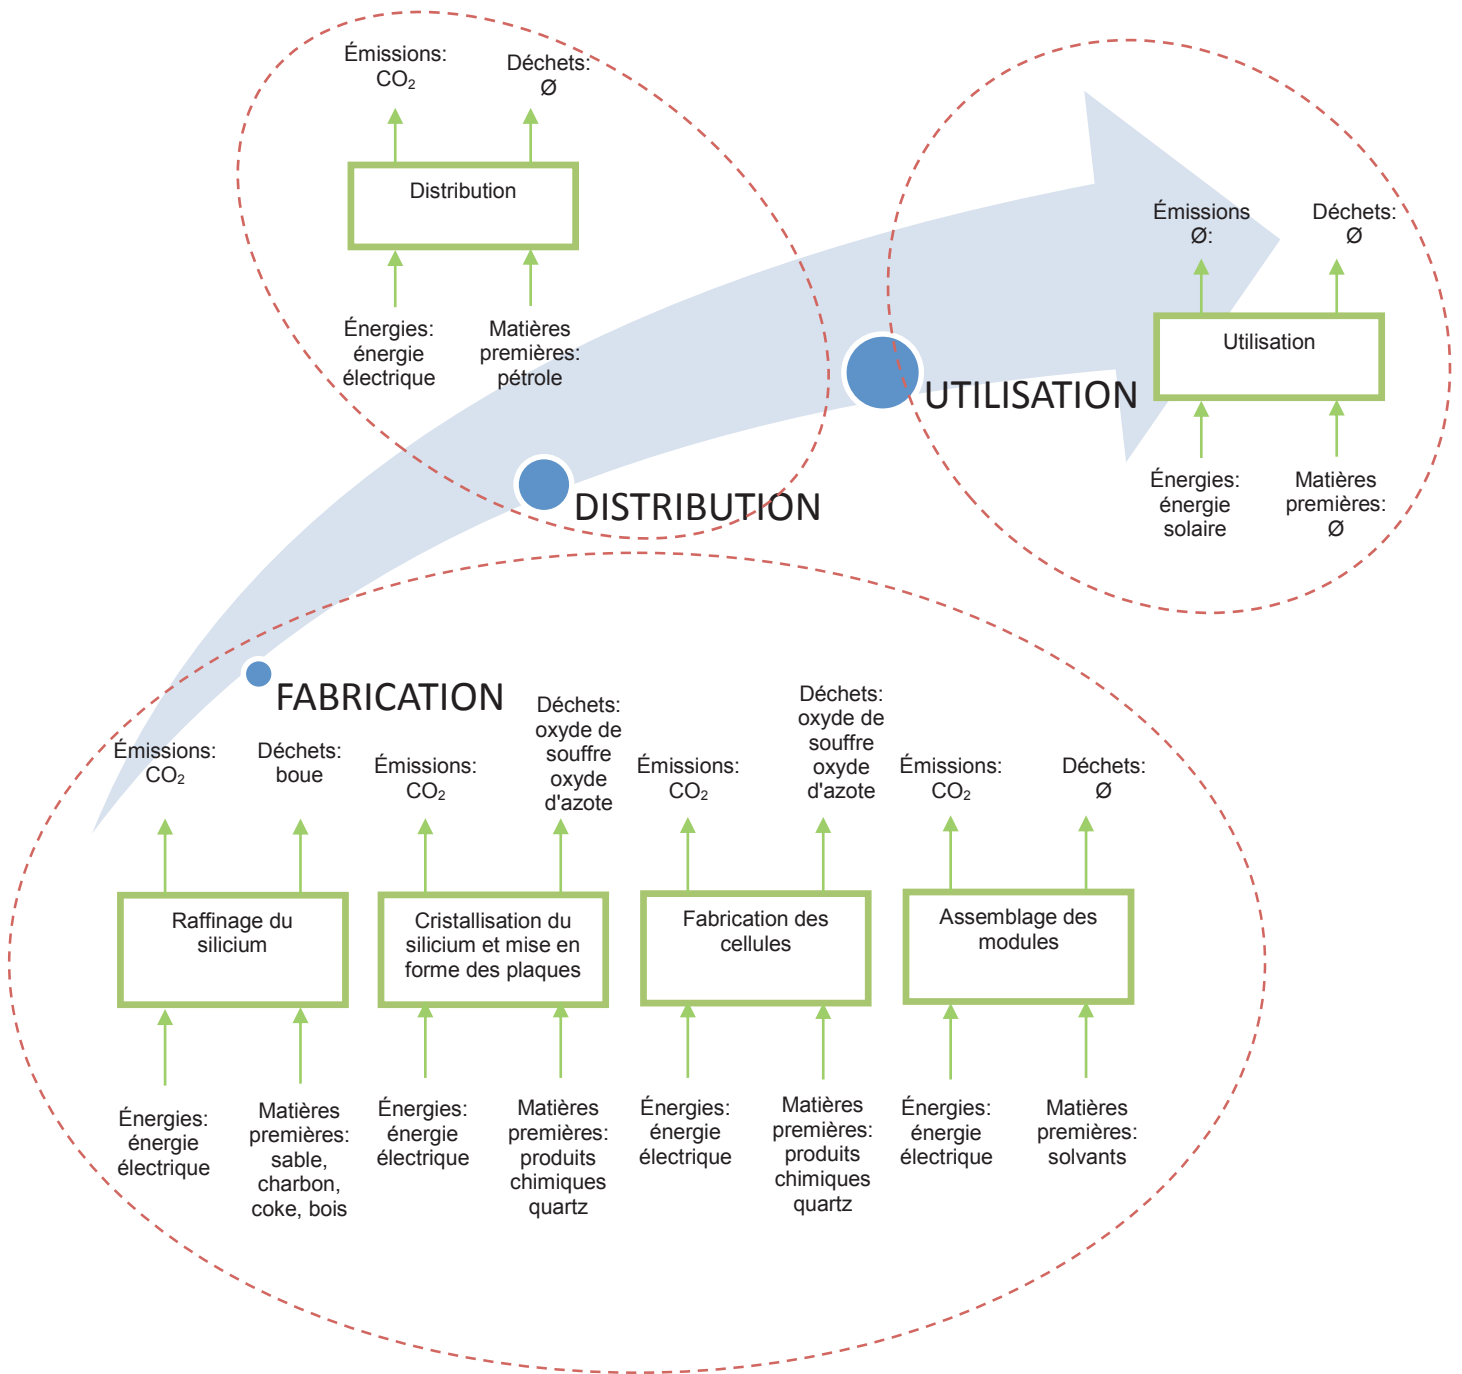 Émissions:
CO₂
Déchets:
Ø
Distribution
Énergies:
énergie
électrique
Matières
premières:
pétrole
DISTRIBUTION
Émissions
Ø:
Déchets:
Ø
Utilisation
Énergies:
énergie
solaire
Matières
premières:
Ø
UTILISATION
FABRICATION
Émissions:
CO₂
Déchets:
boue
Raffinage du
silicium
Énergies:
énergie
électrique
Matières
premières:
sable,
charbon,
coke, bois
Émissions:
CO₂
Déchets:
oxyde de
souffre
oxyde
d'azote
Cristallisation du
silicium et mise en
forme des plaques
Énergies:
énergie
électrique
Matières
premières:
produits
chimiques
quartz
Émissions:
CO₂
Déchets:
oxyde de
souffre
oxyde
d'azote
Fabrication des
cellules
Énergies:
énergie
électrique
Matières
premières:
produits
chimiques
quartz
Émissions:
CO₂
Déchets:
Ø
Assemblage des
modules
Énergies:
énergie
électrique
Matières
premières:
solvants